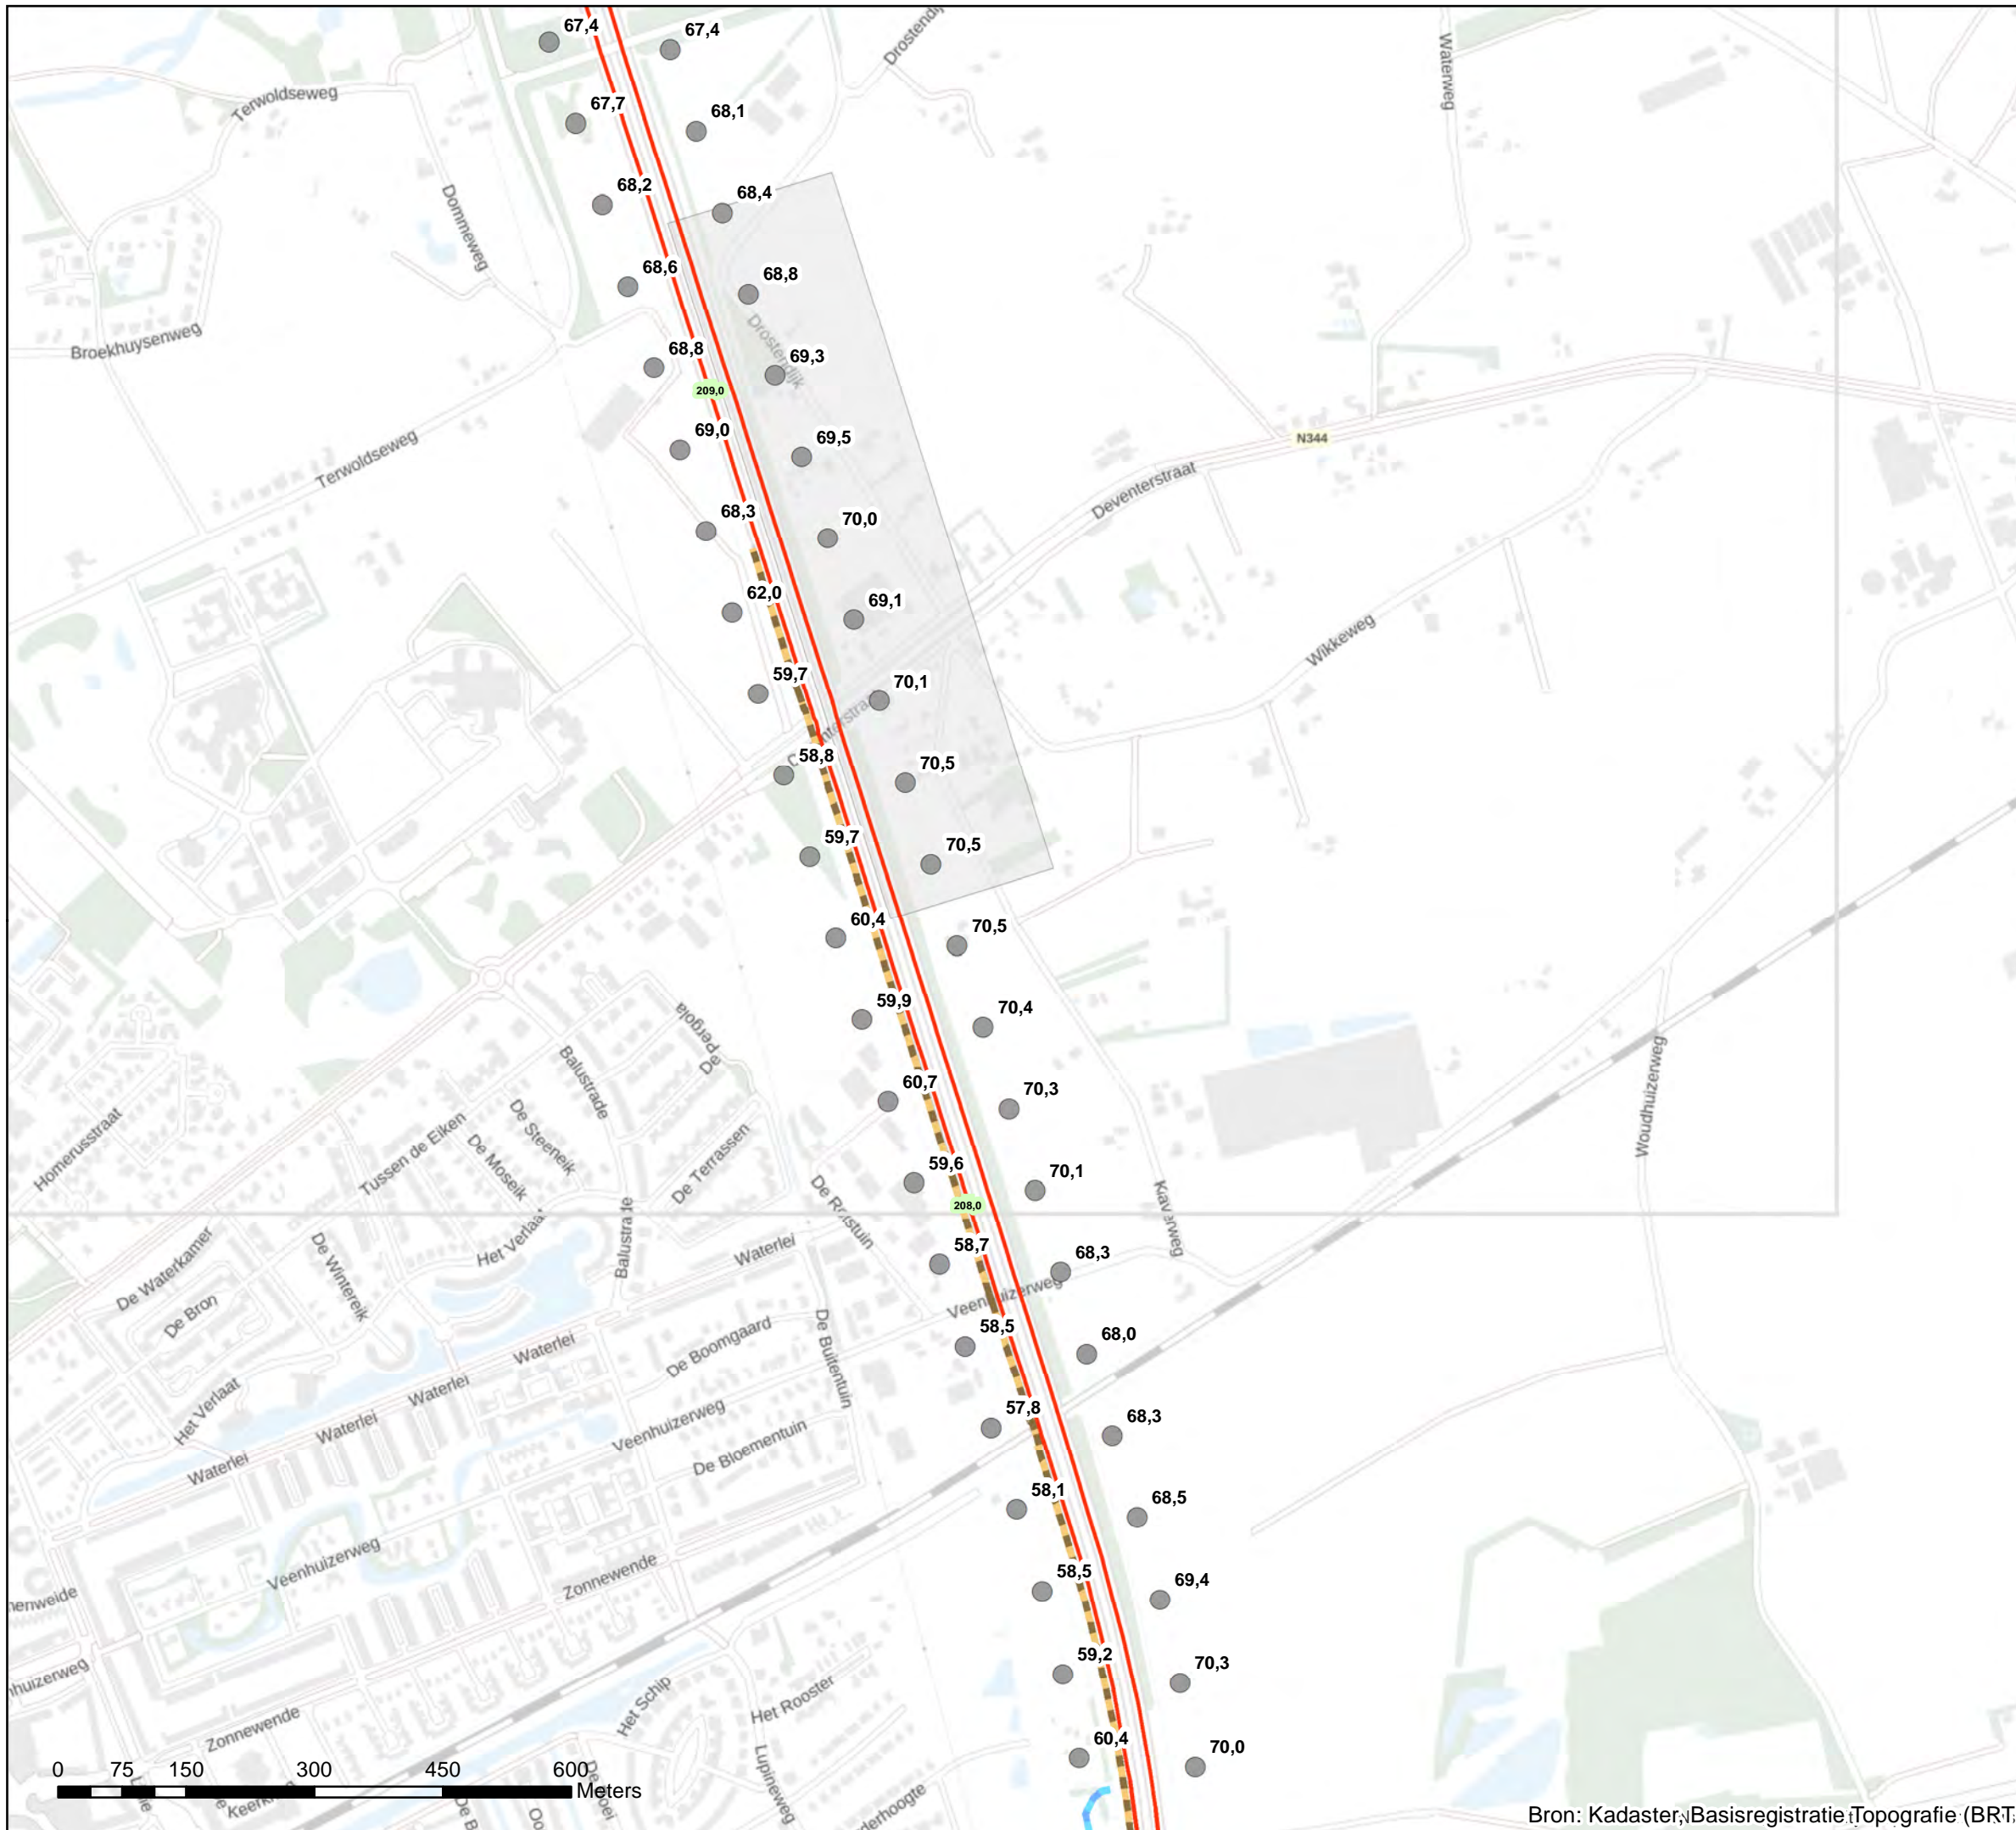 67,4
67,4
Terwoldseweg
Waterweg
67,7
68,1
68,2
68,4
Dommeweg
68,6
68,8
Broekhuysenweg
Drostendijk
68,8
69,3
209,0
N344
69,0
69,5
Terwoldseweg
Deventerstraat
68,3
70,0
62,0
69,1
Wikkeweg
59,7
70,1
58,8
70,5
59,7
70,5
60,4
70,5
59,9
70,4
De Pergola
Balustrade
60,7
70,3
Homerusstraat
Tussen de Eiken
De Steeneik
De Moseik
De Terrassen
Woudhuizerweg
59,6
70,1
208,0
De Waterkamer
De Wintereik
Balustrade
Waterlei
58,7
68,3
De Bron
Veenhuizerweg
58,5
68,0
Waterlei
De Boomgaard
De Buitentuin
Het Verlaat
Waterlei
57,8
68,3
Waterlei
Veenhuizerweg
De Bloementuin
Waterlei
58,1
68,5
Veenhuizerweg
Zonnewende
58,5
69,4
59,2
70,3
Zonnewende
Het Schip
Het Rooster
60,4
70,0
Lupineweg
0 75 150 300 450 600
Meters
Bron: Kadaster, Basisregistratie Topografie (BRT